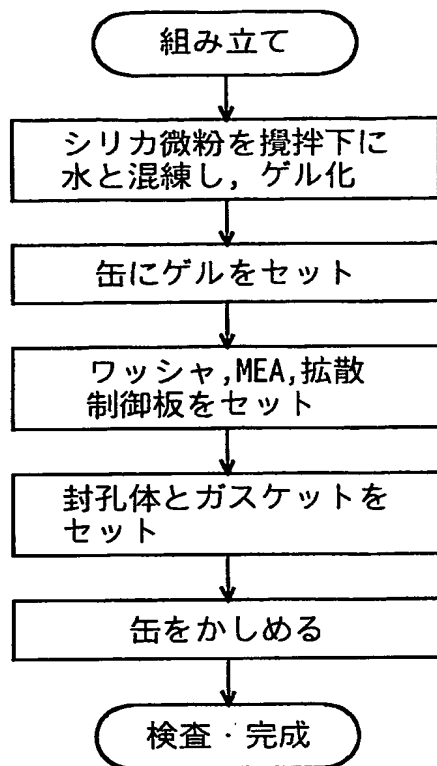 組み立て
シリカ微粉を攪拌下に
水と混練し,ゲル化
缶にゲルをセット
ワッシャ,MEA,拡散
制御板をセット
封孔体とガスケットを
セット
缶をかしめる
検査・完成